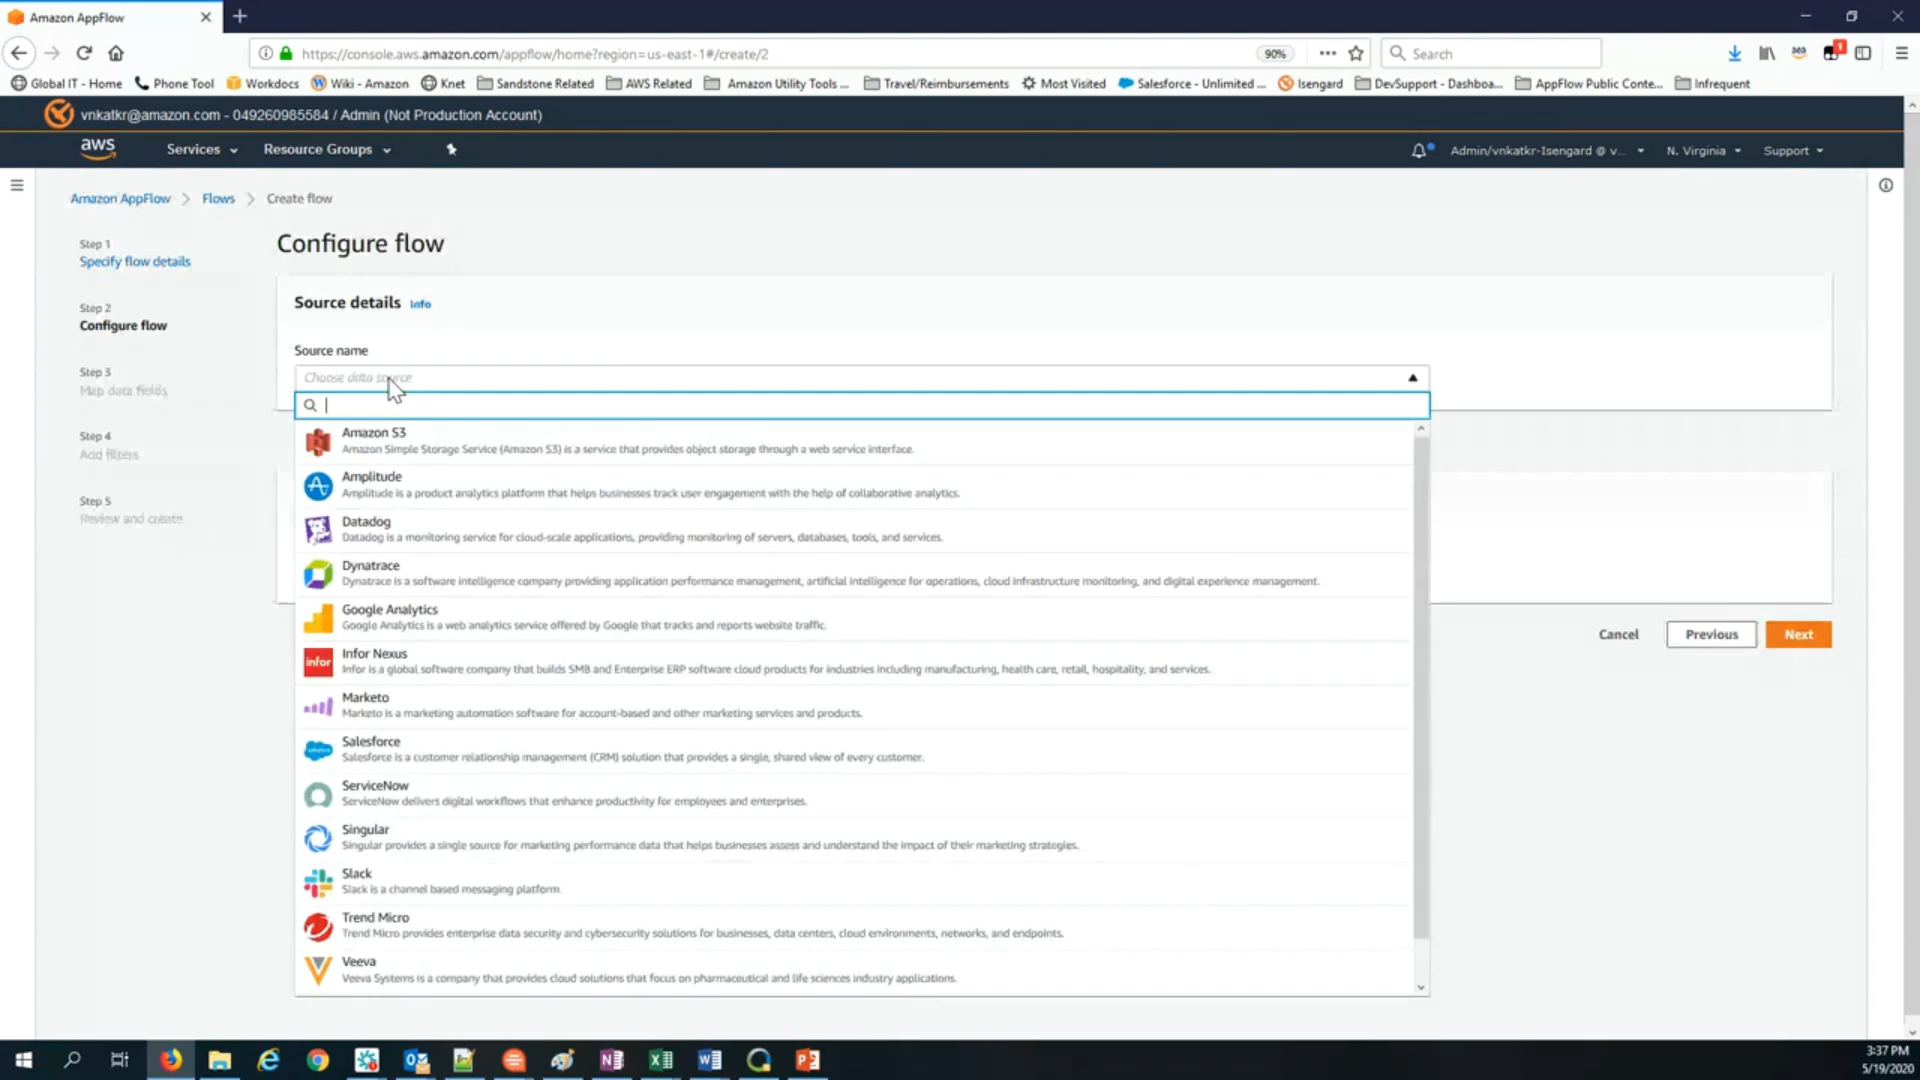 Amazon AppFlow
https://console.aws.amazon.com/appflow/home?region=us-east-1#/create/2
90%
Search
Global IT - Home
Phone Tool
Workdocs
Wiki - Amazon
Knet
Sandstone Related
AWS Related
Amazon Utility Tools ...
Travel/Reimbursements
Most Visited
Salesforce - Unlimited ...
Isengard
DevSupport - Dashboa...
AppFlow Public Conte...
Infrequent
vnkatkr@amazon.com - 049260985584 / Admin (Not Production Account)
aws
Services
Resource Groups
Admin/vnkatkr-Isengard @ v...
N. Virginia
Support
Amazon AppFlow
Flows
Create flow
Step 1
Specify flow details
Step 2
Configure flow
Step 3
Map data fields
Step 4
Add filters
Step 5
Review and create
Configure flow
Source details Info
Source name
Choose data source
Amazon S3
Amazon Simple Storage Service (Amazon S3) is a service that provides object storage through a web service interface.
Amplitude
Amplitude is a product analytics platform that helps businesses track user engagement with the help of collaborative analytics.
Datadog
Datadog is a monitoring service for cloud-scale applications, providing monitoring of servers, databases, tools, and services.
Dynatrace
Dynatrace is a software intelligence company providing application performance management, artificial intelligence for operations, cloud infrastructure monitoring, and digital experience management.
Google Analytics
Google Analytics is a web analytics service offered by Google that tracks and reports website traffic.
infor
Infor Nexus
Infor is a global software company that builds SMB and Enterprise ERP software cloud products for industries including manufacturing, health care, retail, hospitality, and services.
Marketo
Marketo is a marketing automation software for account-based and other marketing services and products.
Salesforce
Salesforce is a customer relationship management (CRM) solution that provides a single, shared view of every customer.
ServiceNow
ServiceNow delivers digital workflows that enhance productivity for employees and enterprises.
Singular
Singular provides a single source for marketing performance data that helps businesses assess and understand the impact of their marketing strategies.
Slack
Slack is a channel based messaging platform.
Trend Micro
Trend Micro provides enterprise data security and cybersecurity solutions for businesses, data centers, cloud environments, networks, and endpoints.
Veeva
Veeva Systems is a company that provides cloud solutions that focus on pharmaceutical and life sciences industry applications.
Cancel
Previous
Next
3:37 PM
5/19/2020